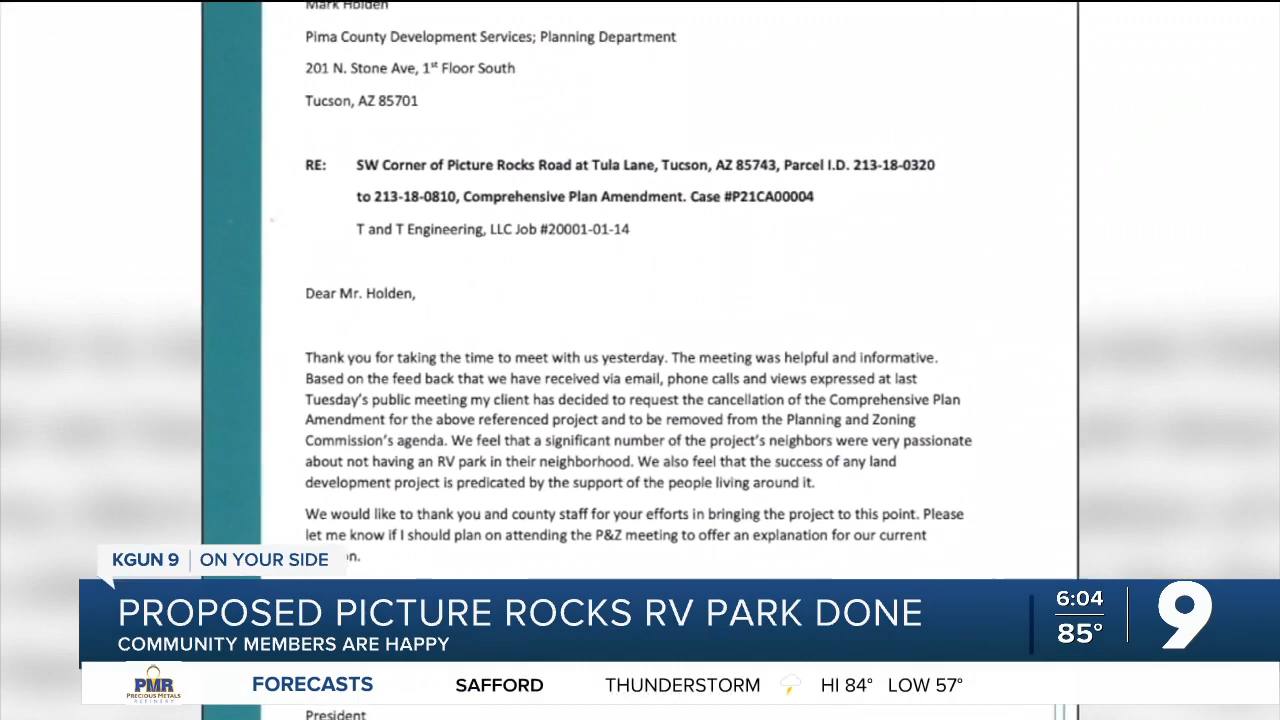 Mark Holden
Pima County Development Services; Planning Department
201 N. Stone Ave, 1st Floor South
Tucson, AZ 85701
RE: SW Corner of Picture Rocks Road at Tula Lane, Tucson, AZ 85743, Parcel I.D. 213-18-0320
to 213-18-0810, Comprehensive Plan Amendment. Case #P21CA00004
T and T Engineering, LLC Job #20001-01-14
Dear Mr. Holden,
Thank you for taking the time to meet with us yesterday. The meeting was helpful and informative.
Based on the feed back that we have received via email, phone calls and views expressed at last
Tuesday's public meeting my client has decided to request the cancellation of the Comprehensive Plan
Amendment for the above referenced project and to be removed from the Planning and Zoning
Commission's agenda. We feel that a significant number of the project's neighbors were very passionate
about not having an RV park in their neighborhood. We also feel that the success of any land
development project is predicated by the support of the people living around it.
We would like to thank you and county staff for your efforts in bringing the project to this point. Please
let me know if I should plan on attending the P&Z meeting to offer an explanation for our current
KGUN 9 | ON YOUR SIDE
PROPOSED PICTURE ROCKS RV PARK DONE
COMMUNITY MEMBERS ARE HAPPY
6:04
85°
9
PMR
PRECIOUS METALS
REFINERY
FORECASTS SAFFORD THUNDERSTORM HI 84° LOW 57°
President